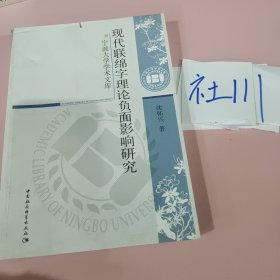 宁波大学学术文库
现代联绵字理论负面影响研究
沈怀兴 著
ACADEMIC LIBRARY OF NINGBO UNIVERSITY
中国社会科学出版社
社111